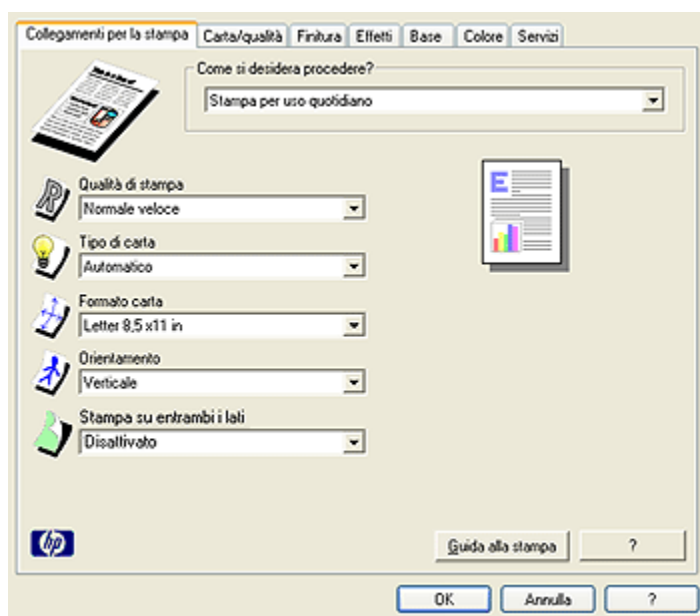 Collegamenti per la stampa Carta/qualità Finitura Effetti Base Colore Servizi
Come si desidera procedere?
Stampa per uso quotidiano
Qualità di stampa
Normale veloce
Tipo di carta
Automatico
Formato carta
Letter 8,5 x11 in
Orientamento
Verticale
Stampa su entrambi i lati
Disattivato
hp
Guida alla stampa ?
OK Annulla ?